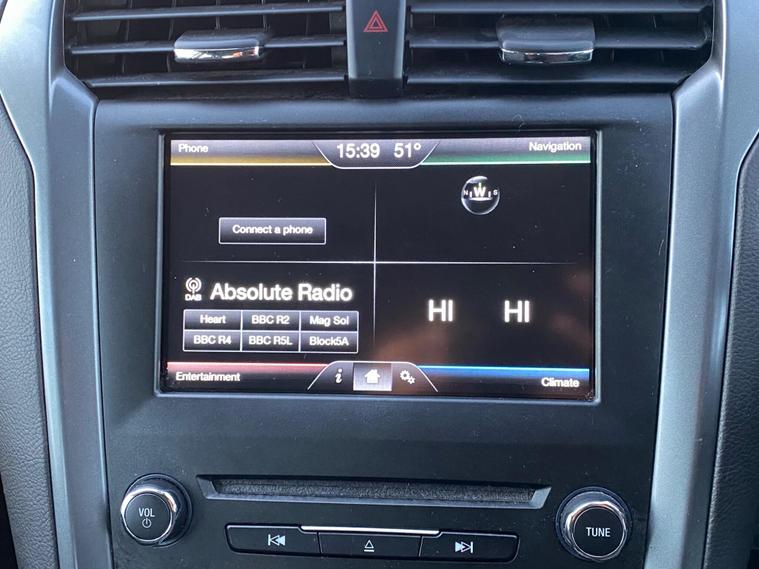 Phone
15:39 51°
Navigation
N W S
Connect a phone
DAB
Absolute Radio
Heart BBC R2 Mag Sol
BBC R4 BBC R5L Block5A
HI HI
Entertainment
i
Climate
VOL
TUNE